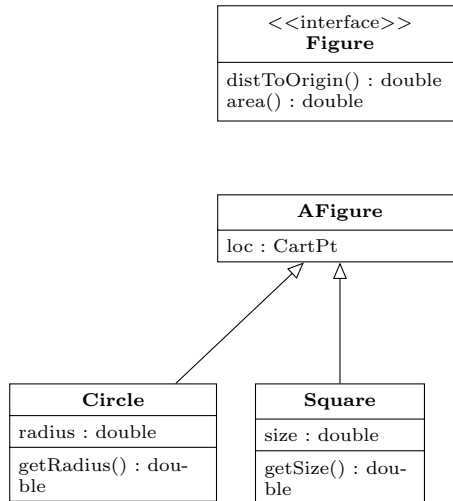 <<interface>>
Figure
distToOrigin() : double
area() : double
AFigure
loc : CartPt
Circle
radius : double
getRadius() : dou-
ble
Square
size : double
getSize() : dou-
ble